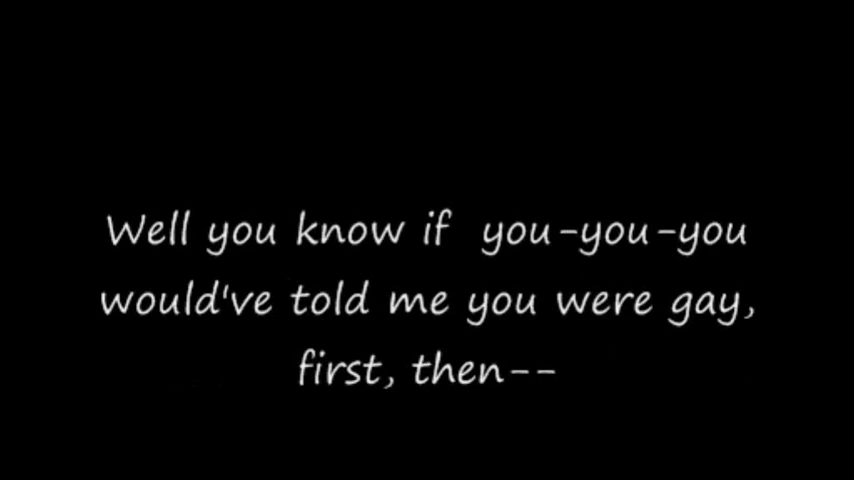 Well you know if you-you-you
would've told me you were gay,
first, then--